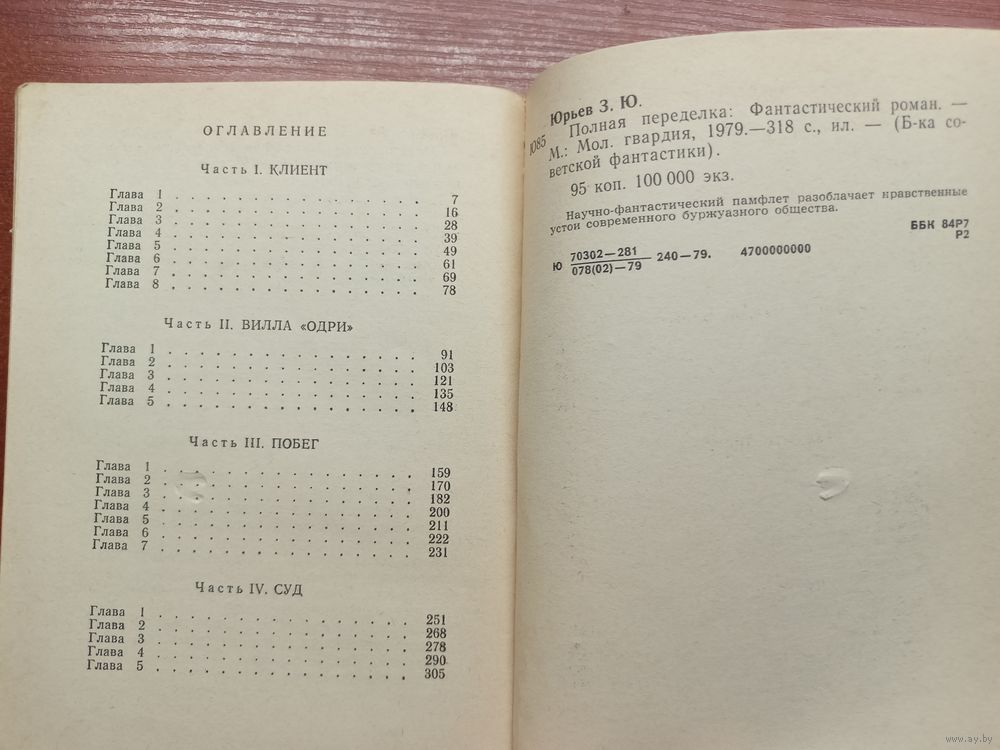 ОГЛАВЛЕНИЕ
Часть I. КЛИЕНТ
Глава 1 . . . . . . . . . . . . 7
Глава 2 . . . . . . . . . . . . 16
Глава 3 . . . . . . . . . . . . 28
Глава 4 . . . . . . . . . . . . 39
Глава 5 . . . . . . . . . . . . 49
Глава 6 . . . . . . . . . . . . 61
Глава 7 . . . . . . . . . . . . 69
Глава 8 . . . . . . . . . . . . 78
Часть II. ВИЛЛА «ОДРИ»
Глава 1 . . . . . . . . . . . . 91
Глава 2 . . . . . . . . . . . . 103
Глава 3 . . . . . . . . . . . . 121
Глава 4 . . . . . . . . . . . . 135
Глава 5 . . . . . . . . . . . . 148
Часть III. ПОБЕГ
Глава 1 . . . . . . . . . . . . 159
Глава 2 . . . . . . . . . . . . 170
Глава 3 . . . . . . . . . . . . 182
Глава 4 . . . . . . . . . . . . 200
Глава 5 . . . . . . . . . . . . 211
Глава 6 . . . . . . . . . . . . 222
Глава 7 . . . . . . . . . . . . 231
Часть IV. СУД
Глава 1 . . . . . . . . . . . . 251
Глава 2 . . . . . . . . . . . . 268
Глава 3 . . . . . . . . . . . . 278
Глава 4 . . . . . . . . . . . . 290
Глава 5 . . . . . . . . . . . . 305
Юрьев З. Ю.
Ю85 Полная переделка: Фантастический роман. —
М.: Мол. гвардия, 1979.—318 с., ил. — (Б-ка со-
ветской фантастики).
95 коп. 100 000 экз.
Научно-фантастический памфлет разоблачает нравственные
устои современного буржуазного общества.
ББК 84Р7
Р2
Ю 70302—281
078(02)—79 240—79. 4700000000
www.ay.by